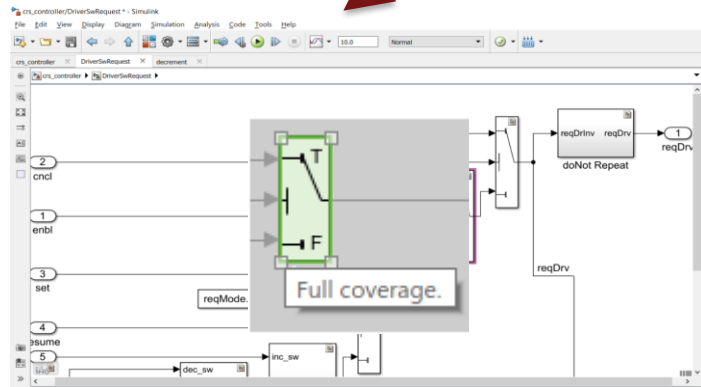 crs_controller/DriverSwRequest * - Simulink
File Edit View Display Diagram Simulation Analysis Code Tools Help
10.0 Normal
crs_controller DriverSwRequest decrement
crs_controller DriverSwRequest
2
cncl
1
enbl
3
set
4
esume
5
reqMode.
dec_sw
inc_sw
T
F
Full coverage.
reqDrInv reqDrv
doNot Repeat
1
reqDrv
reqDrv